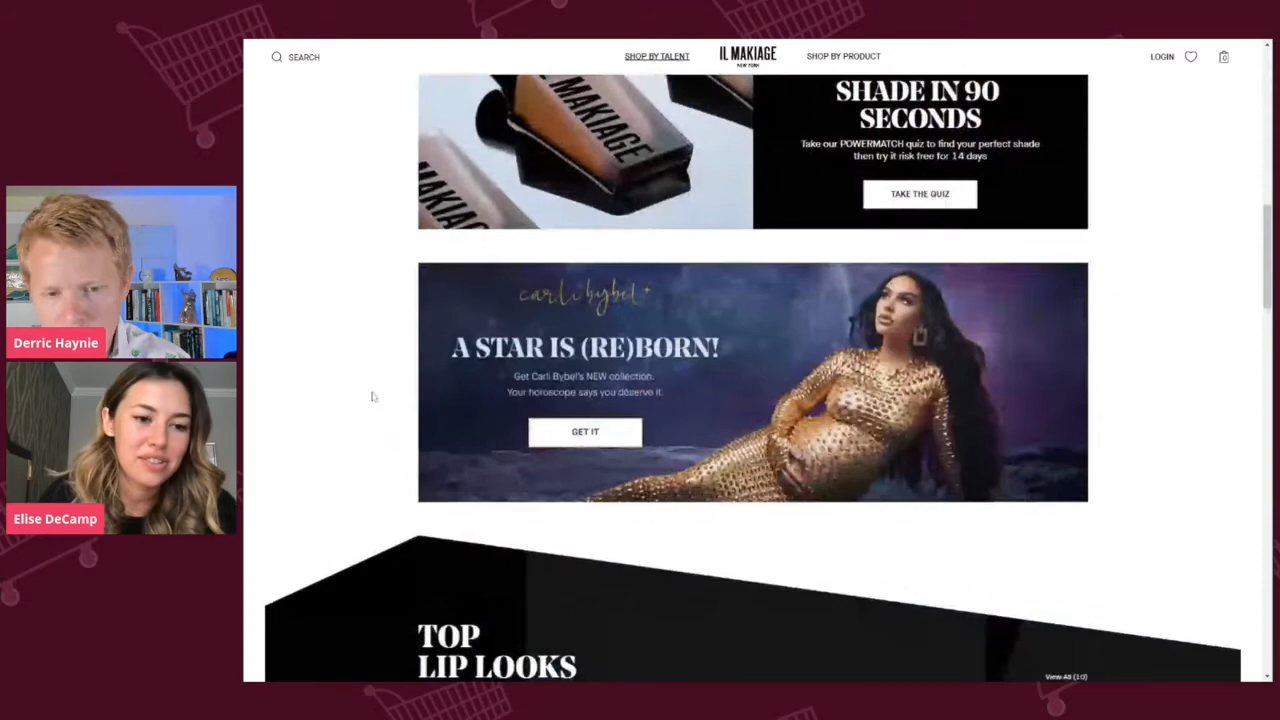 SEARCH
SHOP BY TALENT
IL MAKIAGE
NEW YORK
SHOP BY PRODUCT
LOGIN
0
MAKIAGE
MAKIAGE
SHADE IN 90
SECONDS
Take our POWERMATCH quiz to find your perfect shade
then try it risk free for 14 days
TAKE THE QUIZ
carli bybel
A STAR IS (RE)BORN!
Get Carli Bybel's NEW collection.
Your horoscope says you deserve it.
GET IT
Derric Haynie
Elise DeCamp
TOP
LIP LOOKS
View All (10)